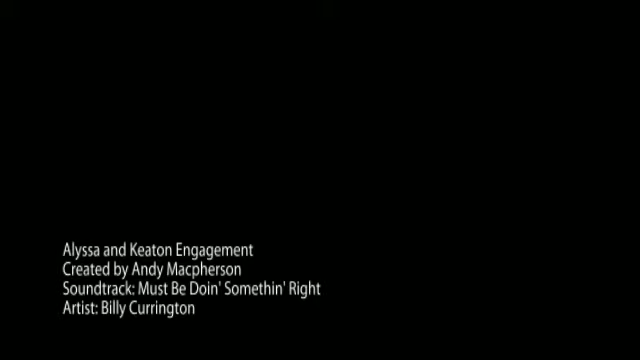 Alyssa and Keaton Engagement
Created by Andy Macpherson
Soundtrack: Must Be Doin' Somethin' Right
Artist: Billy Currington